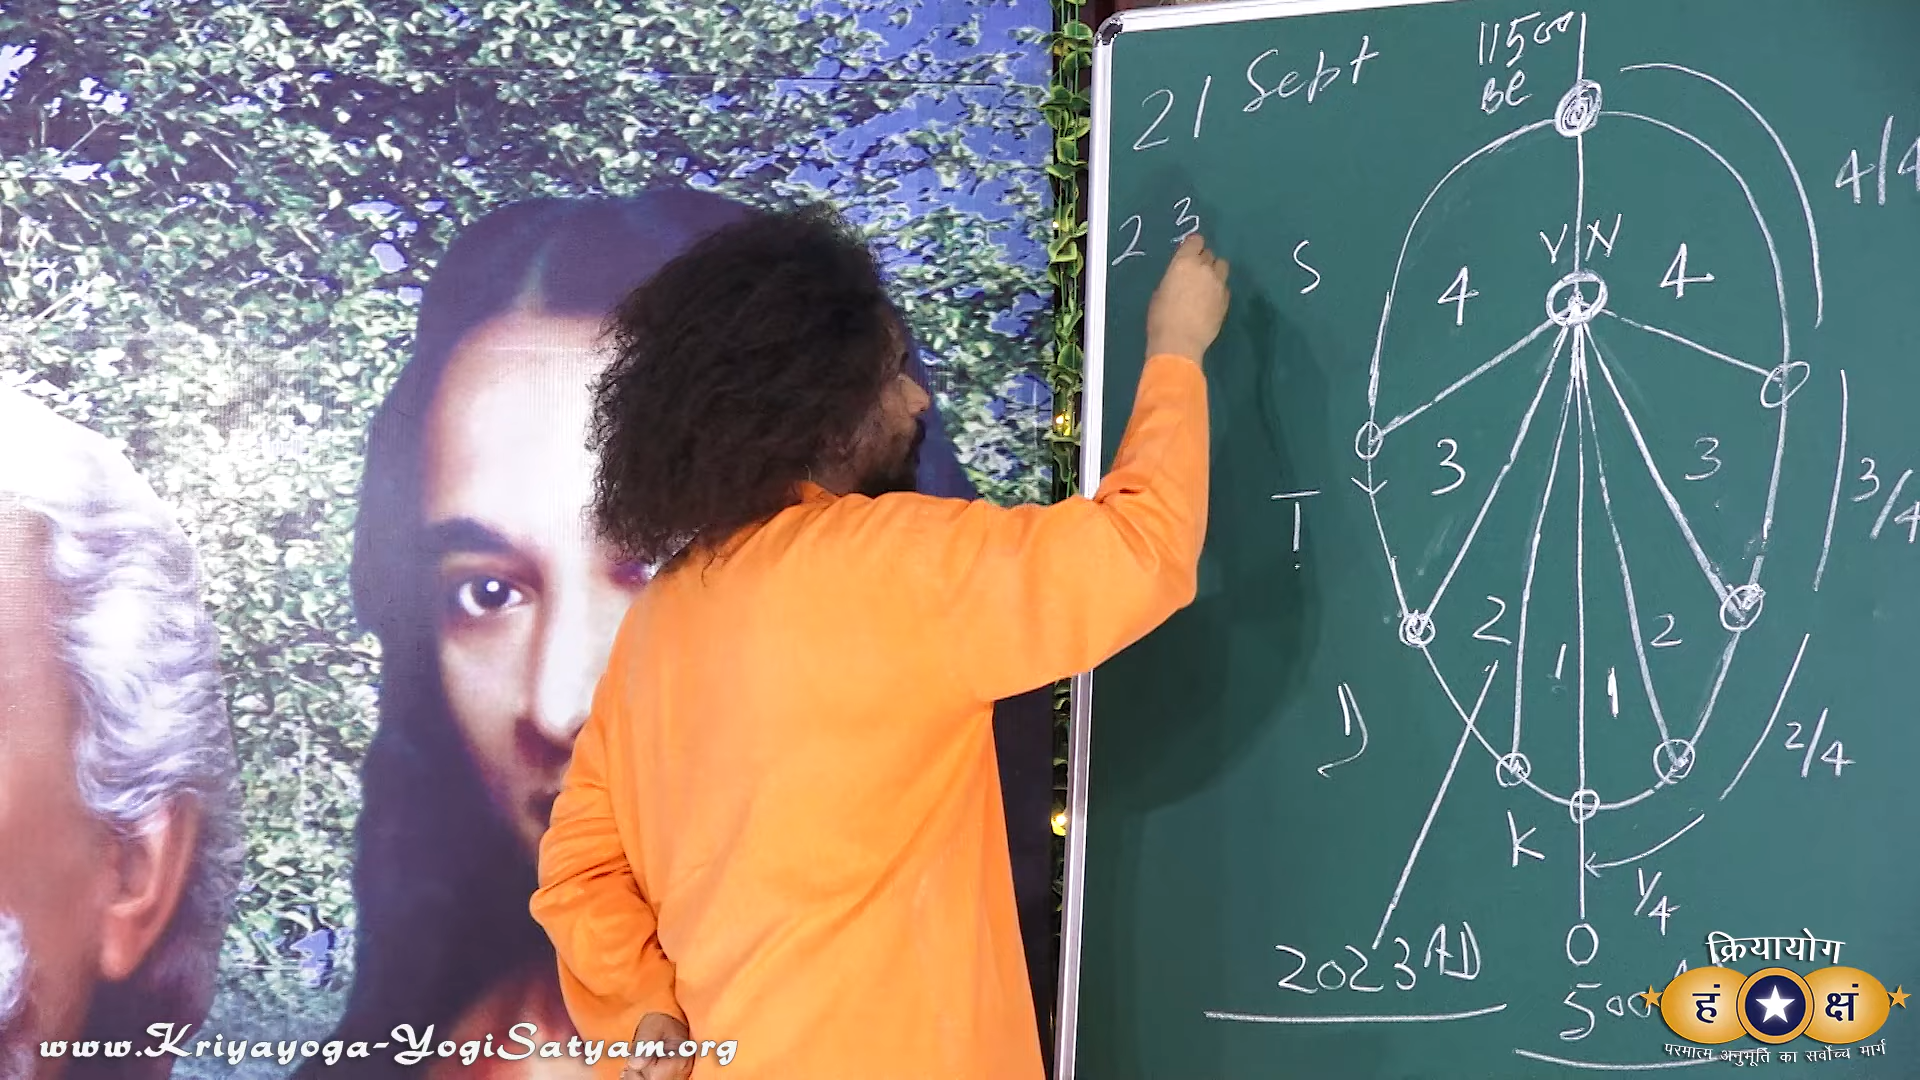 11500
BC
21 Sept
4/4
23
V N
S
4
4
3
3
3/4
T
2
2
1
1
D
2/4
K
1/4
2023 AD
0
500
क्रियायोग
हं क्षं
परमात्म अनुभूति का सर्वोच्च मार्ग
www.Kriyayoga-YogiSatyam.org